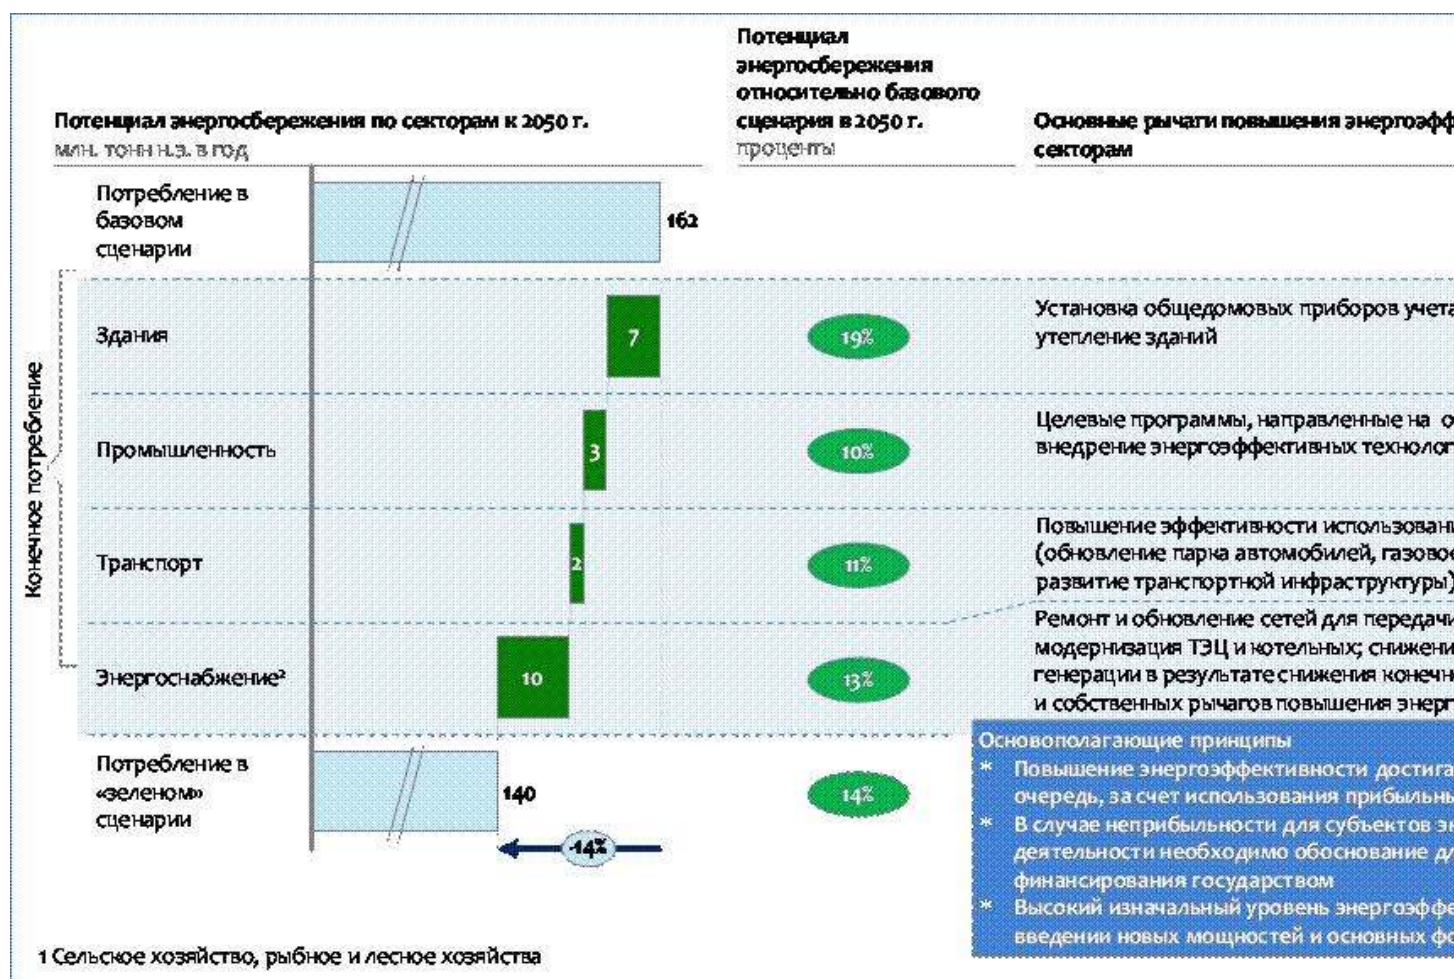 Потенциал
энергосбережения
относительно базового
сценария в 2050 г.
проценты
Потенциал энергосбережения по секторам к 2050 г.
млн. тонн н.э. в год
Основные рычаги повышения энергоэфф
секторам
Потребление в
базовом
сценарии
162
Конечное потребление
Здания
7
19%
Установка общедомовых приборов учета
утепление зданий
Промышленность
3
10%
Целевые программы, направленные на о
внедрение энергоэффективных технолог
Транспорт
2
11%
Повышение эффективности использовани
(обновление парка автомобилей, газовое
развитие транспортной инфраструктуры)
Энергоснабжение²
10
13%
Ремонт и обновление сетей для передачи
модернизация ТЭЦ и котельных; снижени
генерации в результате снижения конечн
и собственных рычагов повышения энерг
Потребление в
«зеленом»
сценарии
140
14%
-14%
Основополагающие принципы
* Повышение энергоэффективности достига
очередь, за счет использования прибыльны
* В случае неприбыльности для субъектов эк
деятельности необходимо обоснование дл
финансирования государством
* Высокий изначальный уровень энергоэффе
введении новых мощностей и основных фо
1 Сельское хозяйство, рыбное и лесное хозяйства